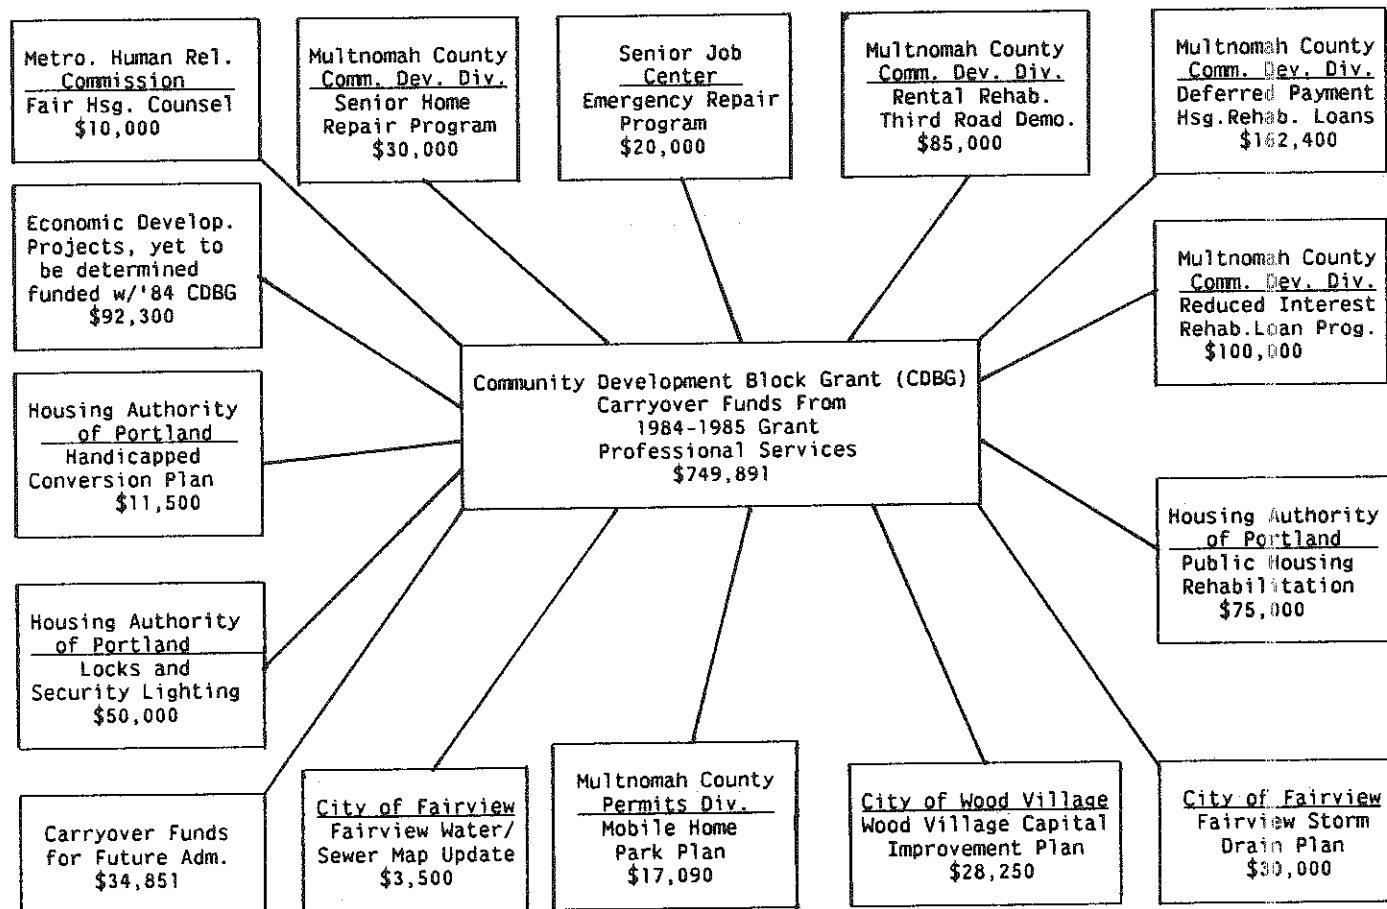 Metro. Human Rel.
Commission
Fair Hsg. Counsel
$10,000
Multnomah County
Comm. Dev. Div.
Senior Home
Repair Program
$30,000
Senior Job
Center
Emergency Repair
Program
$20,000
Multnomah County
Comm. Dev. Div.
Rental Rehab.
Third Road Demo.
$85,000
Multnomah County
Comm. Dev. Div.
Deferred Payment
Hsg.Rehab. Loans
$162,400
Economic Develop.
Projects, yet to
be determined
funded w/'84 CDBG
$92,300
Multnomah County
Comm. Dev. Div.
Reduced Interest
Rehab.Loan Prog.
$100,000
Housing Authority
of Portland
Handicapped
Conversion Plan
$11,500
Community Development Block Grant (CDBG)
Carryover Funds From
1984-1985 Grant
Professional Services
$749,891
Housing Authority
of Portland
Public Housing
Rehabilitation
$75,000
Housing Authority
of Portland
Locks and
Security Lighting
$50,000
Carryover Funds
for Future Adm.
$34,851
City of Fairview
Fairview Water/
Sewer Map Update
$3,500
Multnomah County
Permits Div.
Mobile Home
Park Plan
$17,090
City of Wood Village
Wood Village Capital
Improvement Plan
$28,250
City of Fairview
Fairview Storm
Drain Plan
$30,000